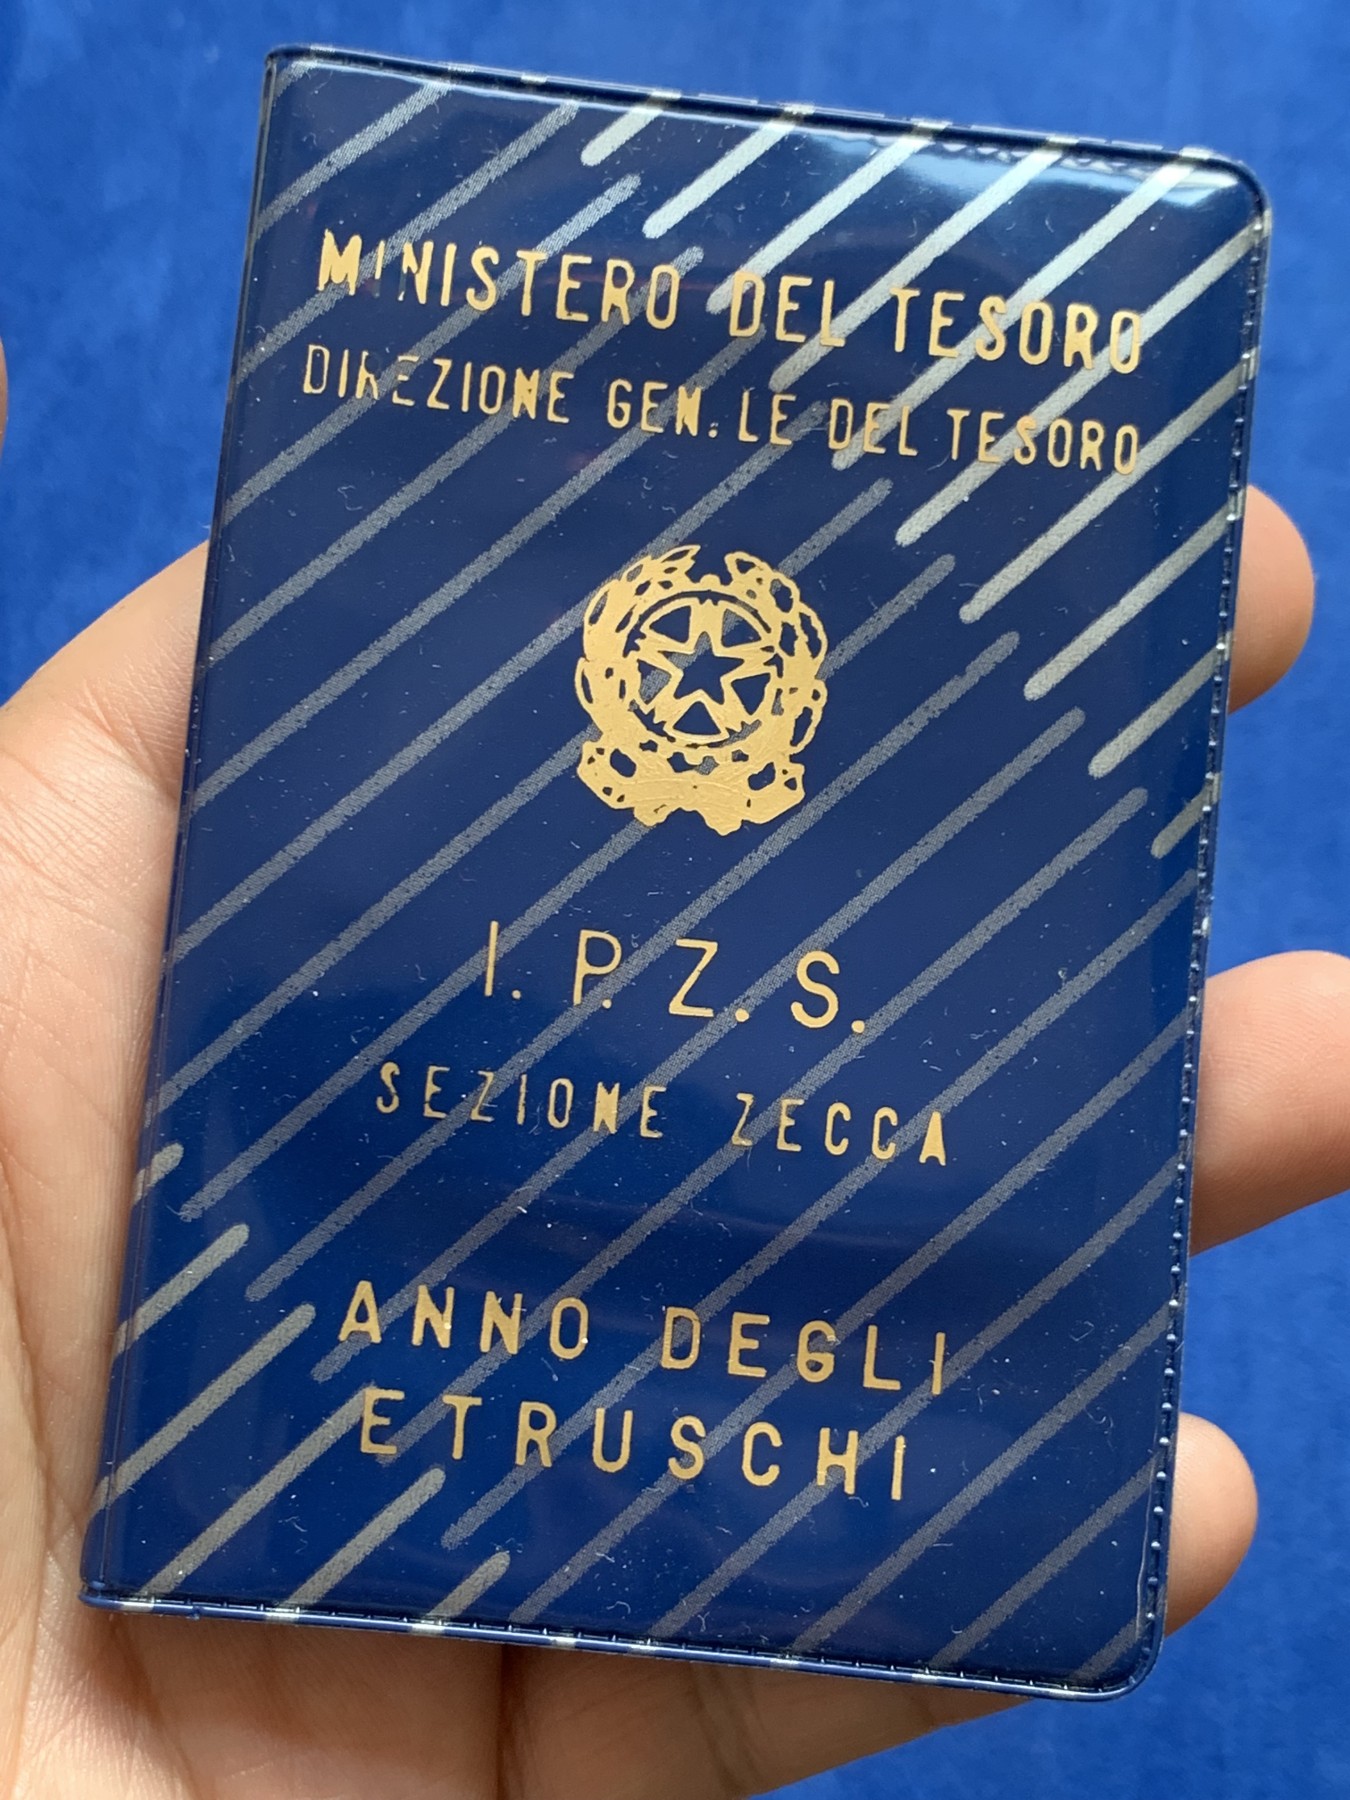 MINISTERO DEL TESORO
DIREZIONE GEN.LE DEL TESORO
I.P.Z.S.
SEZIONE ZECCA
ANNO DEGLI
ETRUSCHI